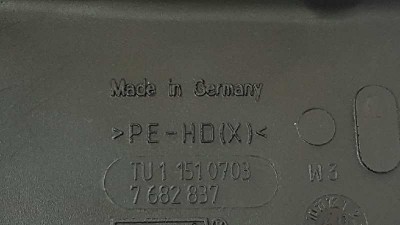 Made in Germany
>PE-HD(X)<
TU 1 151 0703
W 3
7 682 837